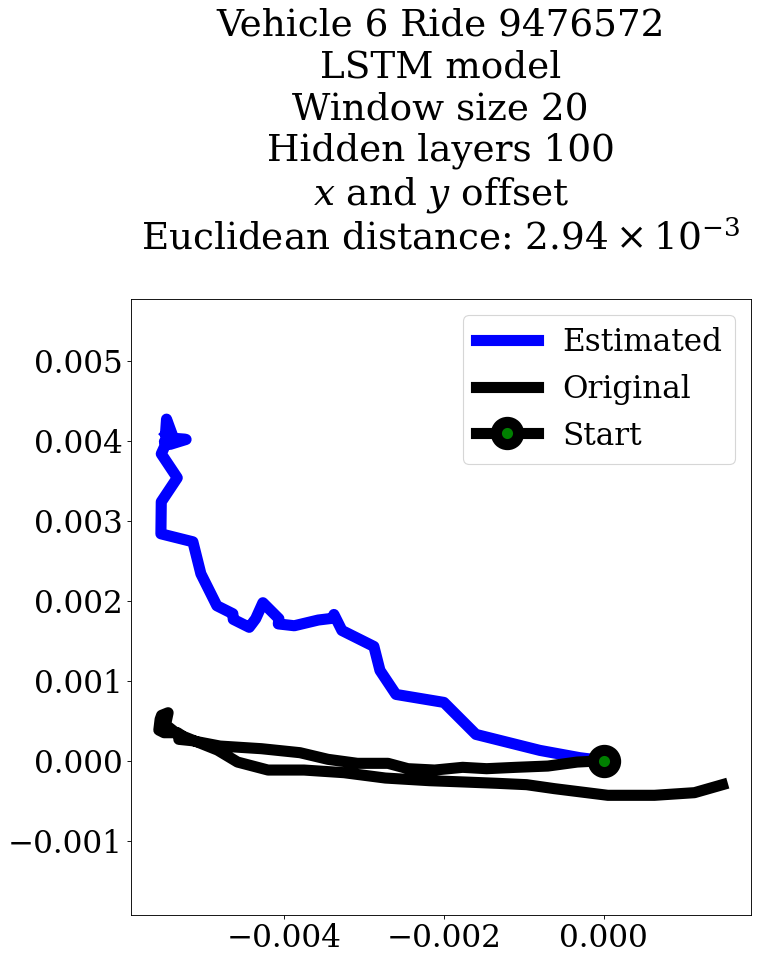 Vehicle 6 Ride 9476572
LSTM model
Window size 20
Hidden layers 100
x and y offset
Euclidean distance: 2.94 × 10⁻³
Estimated
Original
Start
0.005
0.004
0.003
0.002
0.001
0.000
−0.001
−0.004 −0.002 0.000